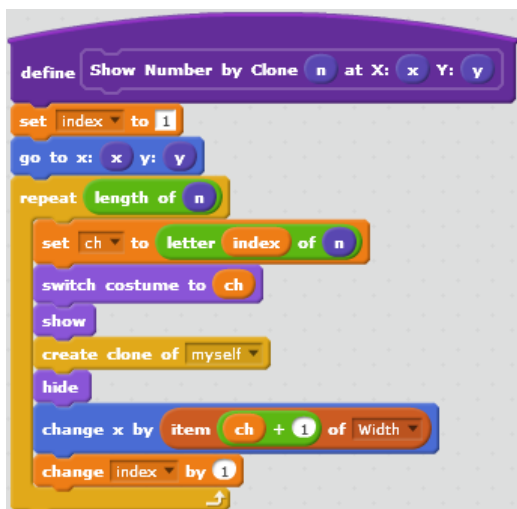 define Show Number by Clone n at X: x Y: y
set index to 1
go to x: x y: y
repeat length of n
set ch to letter index of n
switch costume to ch
show
create clone of myself
hide
change x by item ch + 1 of Width
change index by 1